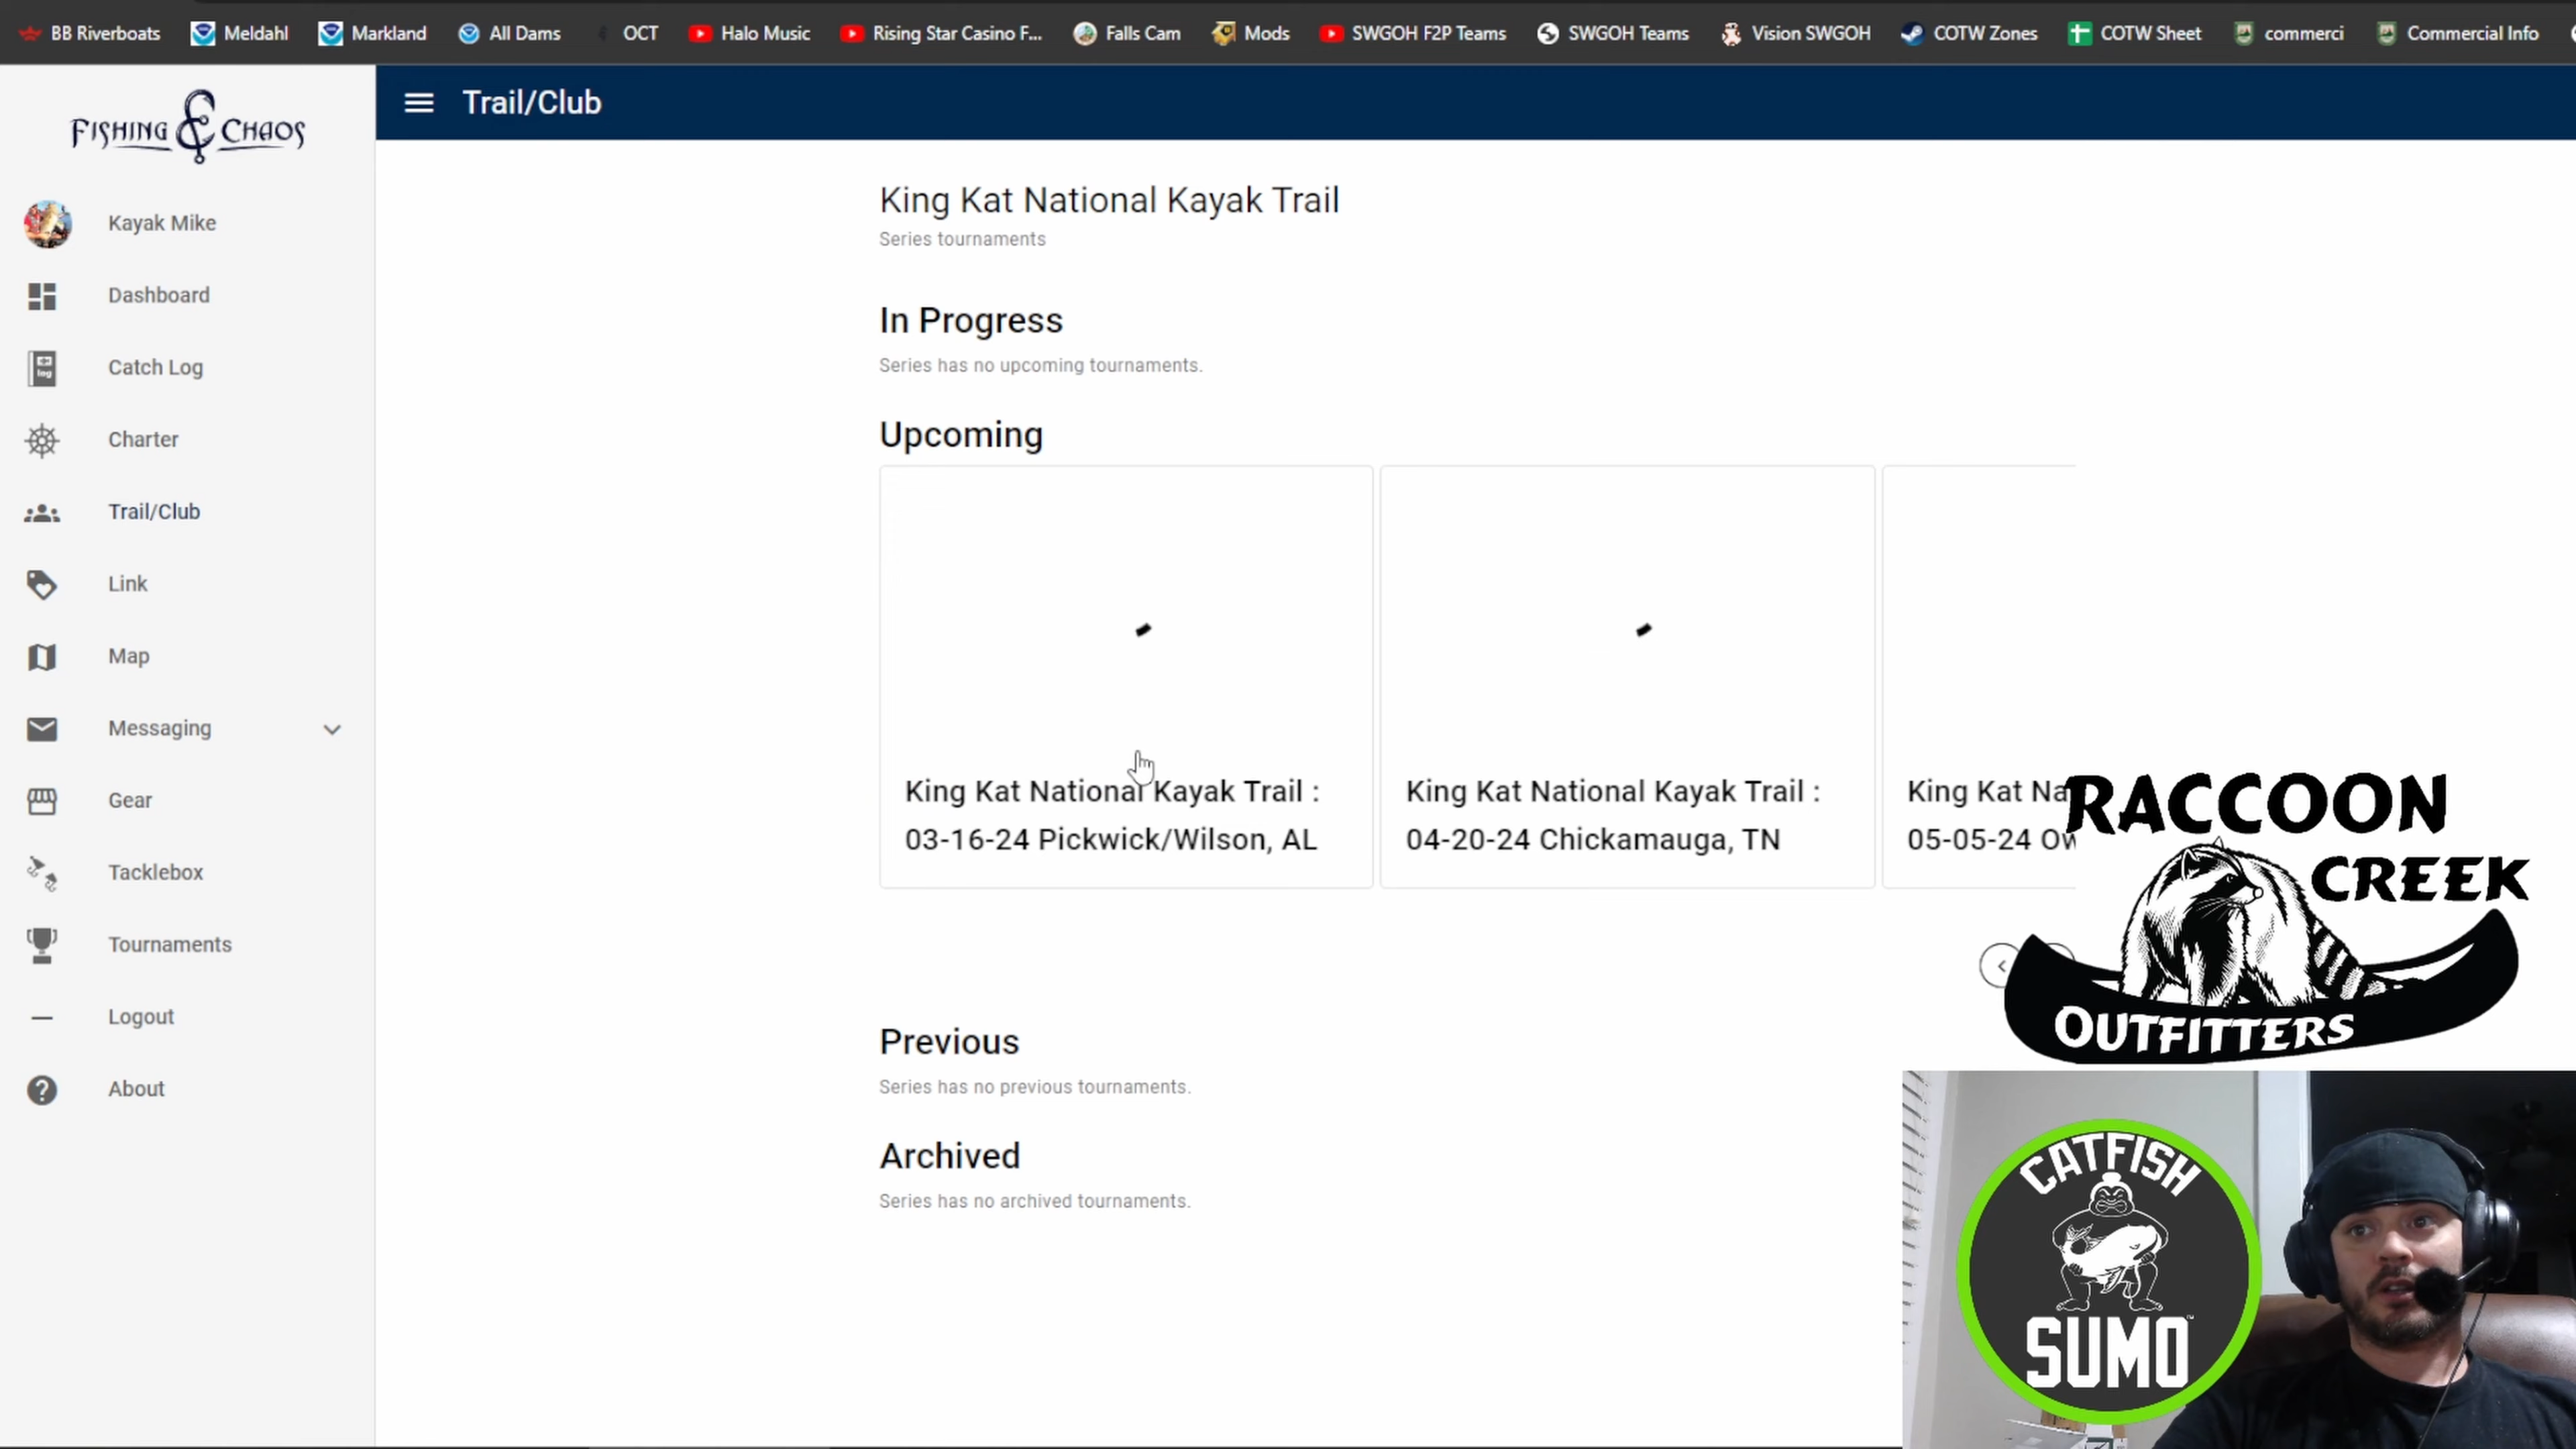 BB Riverboats Meldahl Markland All Dams OCT Halo Music Rising Star Casino F... Falls Cam Mods SWGOH F2P Teams SWGOH Teams Vision SWGOH COTW Zones COTW Sheet commerci Commercial Info
FISHING & CHAOS
Trail/Club
Kayak Mike
Dashboard
Catch Log
Charter
Trail/Club
Link
Map
Messaging
Gear
Tacklebox
Tournaments
Logout
About
King Kat National Kayak Trail
Series tournaments
In Progress
Series has no upcoming tournaments.
Upcoming
King Kat National Kayak Trail :
03-16-24 Pickwick/Wilson, AL
King Kat National Kayak Trail :
04-20-24 Chickamauga, TN
King Kat Na
05-05-24 Ow
Previous
Series has no previous tournaments.
Archived
Series has no archived tournaments.
RACCOON
CREEK
OUTFITTERS
CATFISH
SUMO